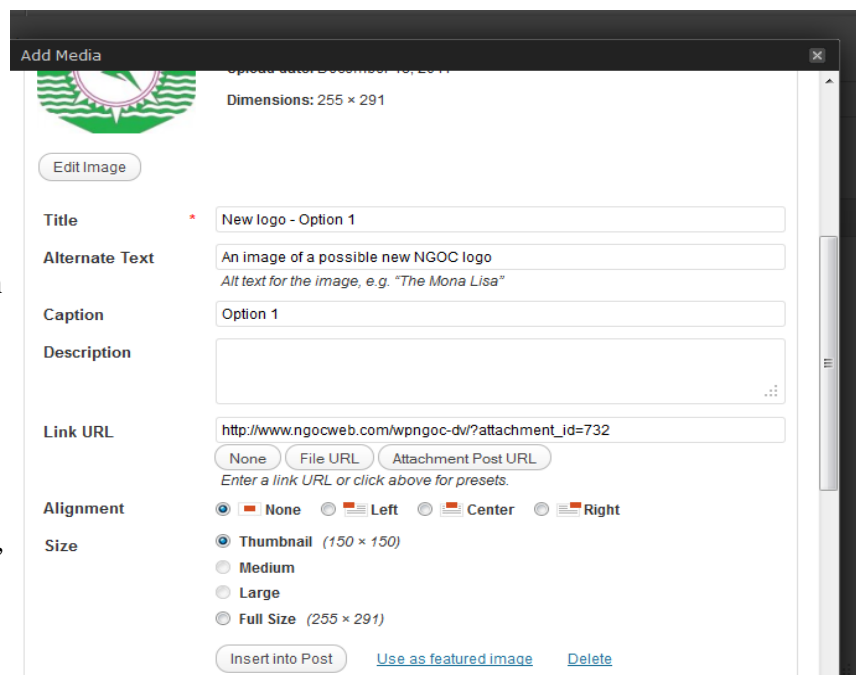 Add Media
Dimensions: 255 × 291
Edit Image
Title * New logo - Option 1
Alternate Text An image of a possible new NGOC logo
Alt text for the image, e.g. “The Mona Lisa”
Caption Option 1
Description
Link URL http://www.ngocweb.com/wpngoc-dv/?attachment_id=732
None File URL Attachment Post URL
Enter a link URL or click above for presets.
Alignment None Left Center Right
Size Thumbnail (150 × 150)
Medium
Large
Full Size (255 × 291)
Insert into Post Use as featured image Delete